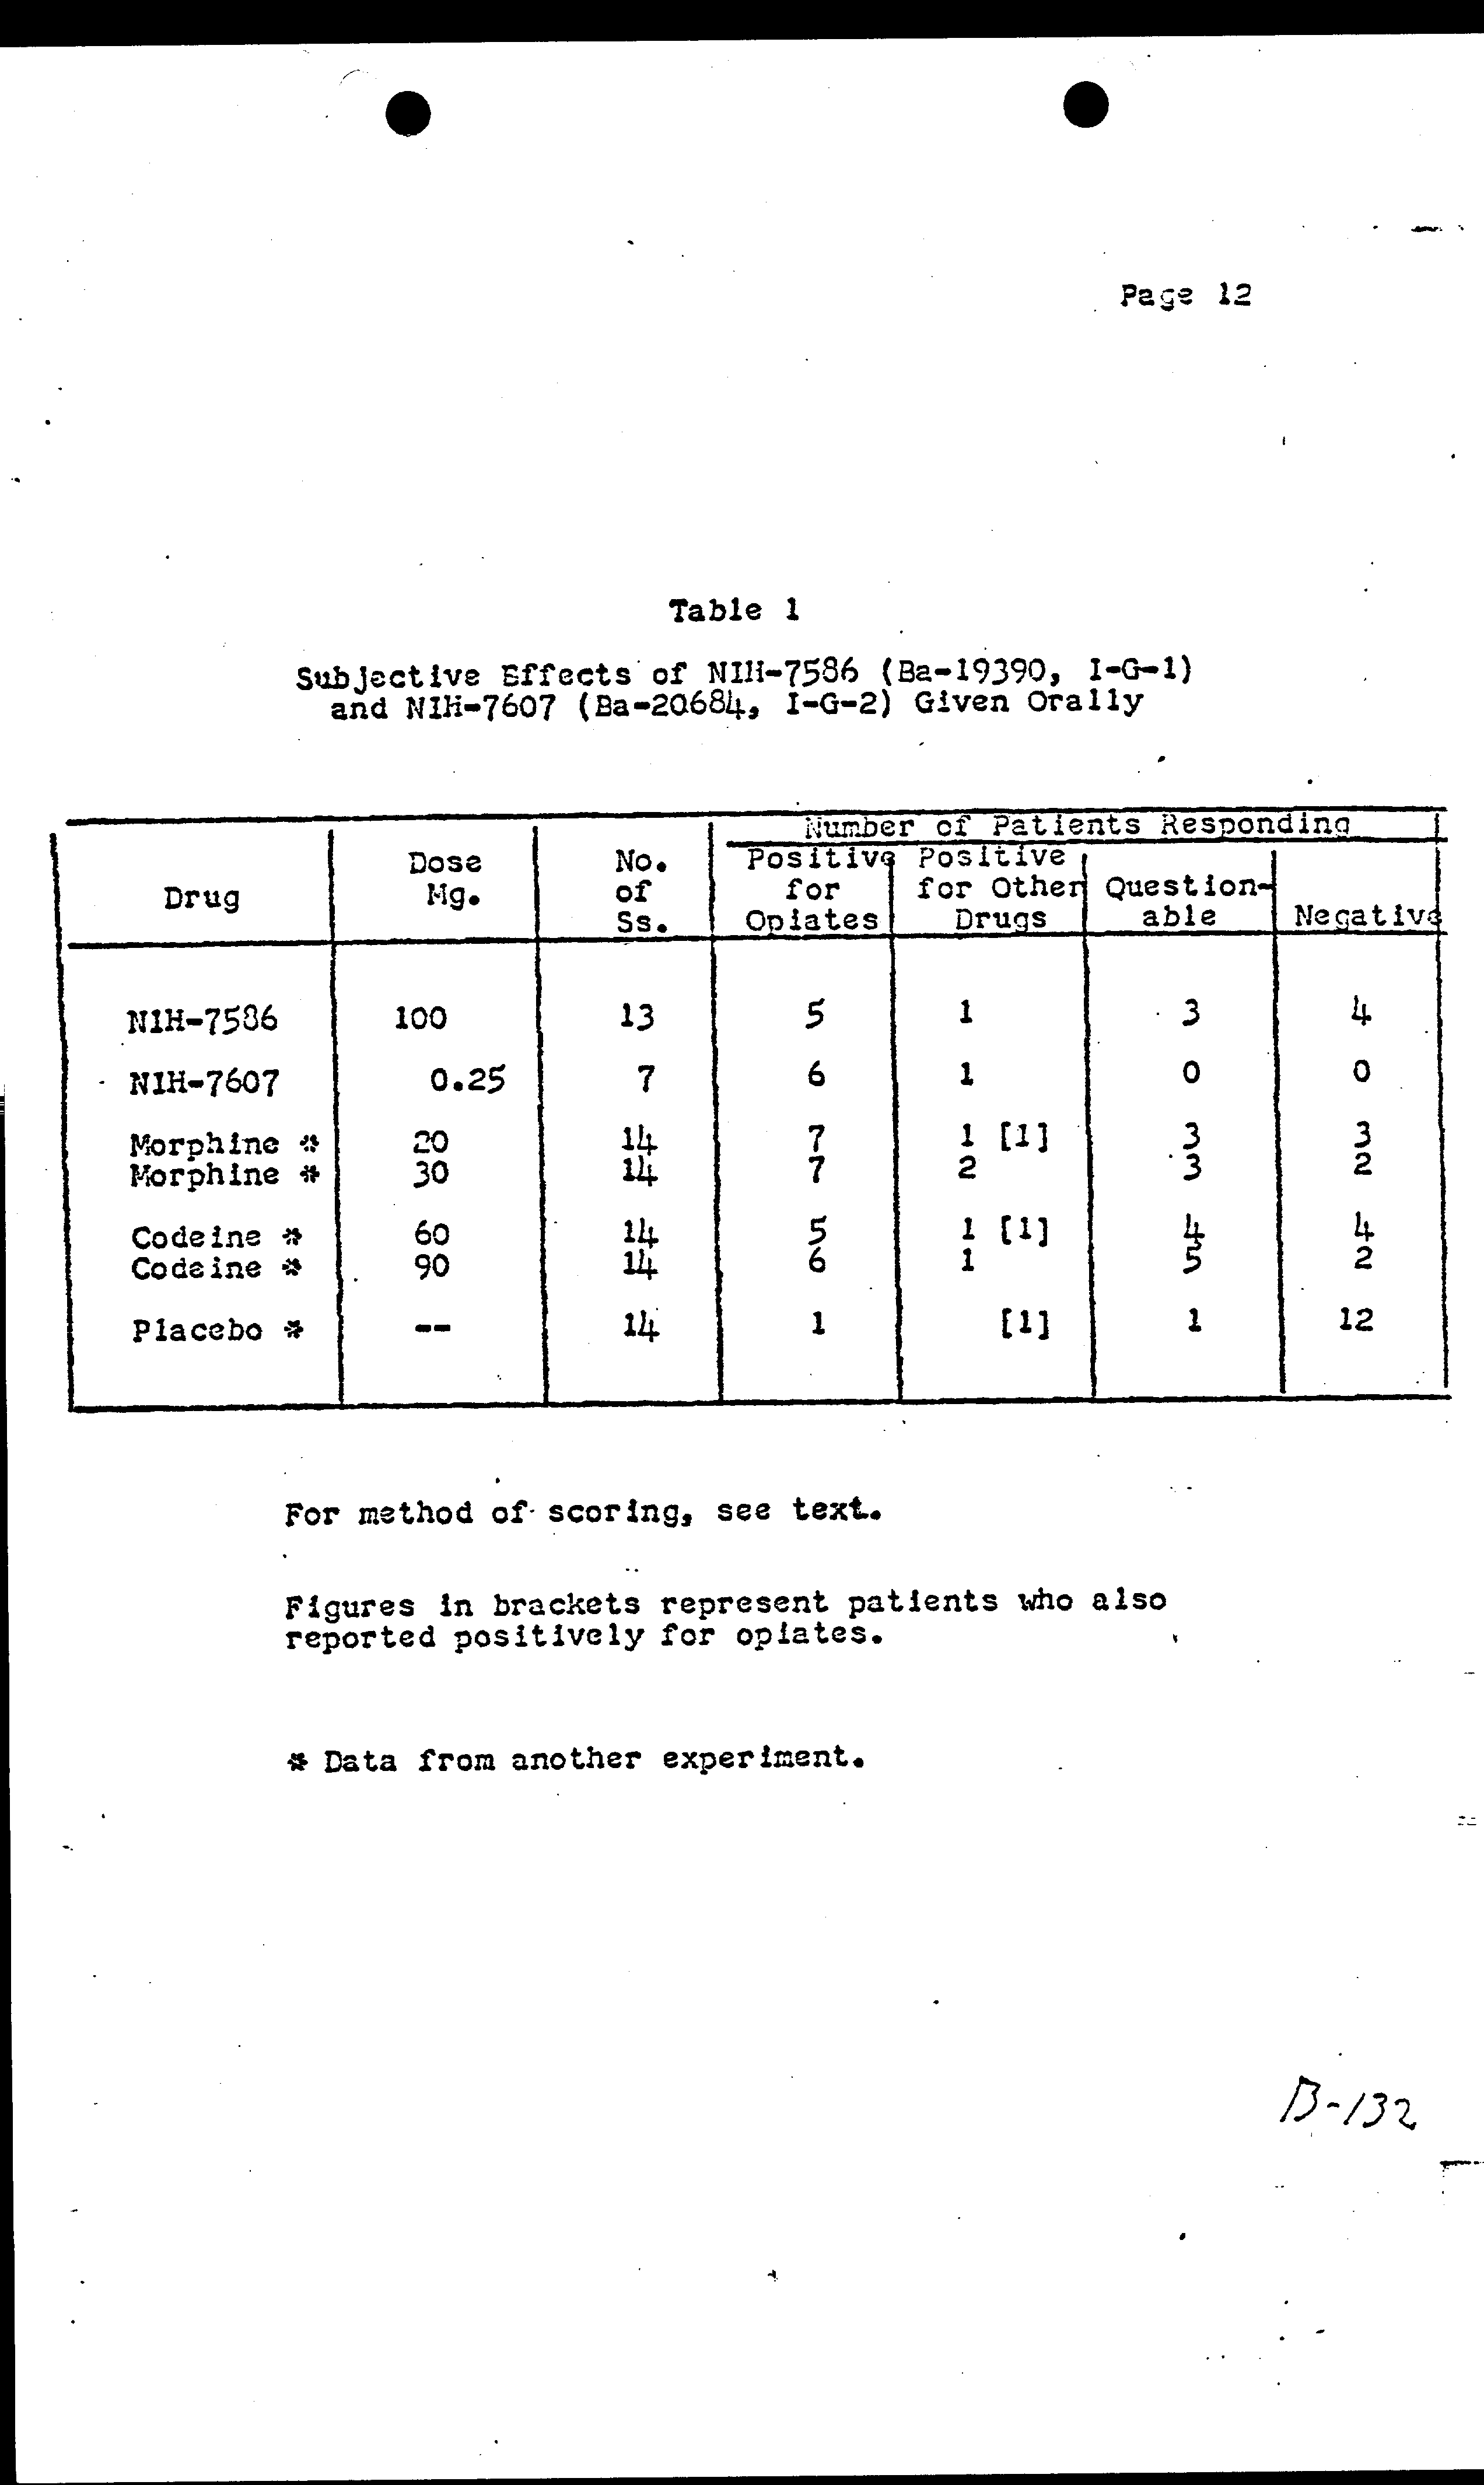 Page 12
Table 1
Subjective Effects of NIH-7586 (Ba-19390, I-G-1)
and NIH-7607 (Ba-20684, I-G-2) Given Orally
Number of Patients Responding
Dose No. Positive Positive
Drug Mg. of for for Other Question- 
Ss. Opiates Drugs able Negative
NIH-7586 100 13 5 1 3 4
NIH-7607 0.25 7 6 1 0 0
Morphine * 20 14 7 1 [1] 3 3
Morphine * 30 14 7 2 3 2
Codeine * 60 14 5 1 [1] 4 4
Codeine * 90 14 6 1 5 2
Placebo * -- 14 1 [1] 1 12
For method of scoring, see text.
Figures in brackets represent patients who also
reported positively for opiates.
* Data from another experiment.
B-132